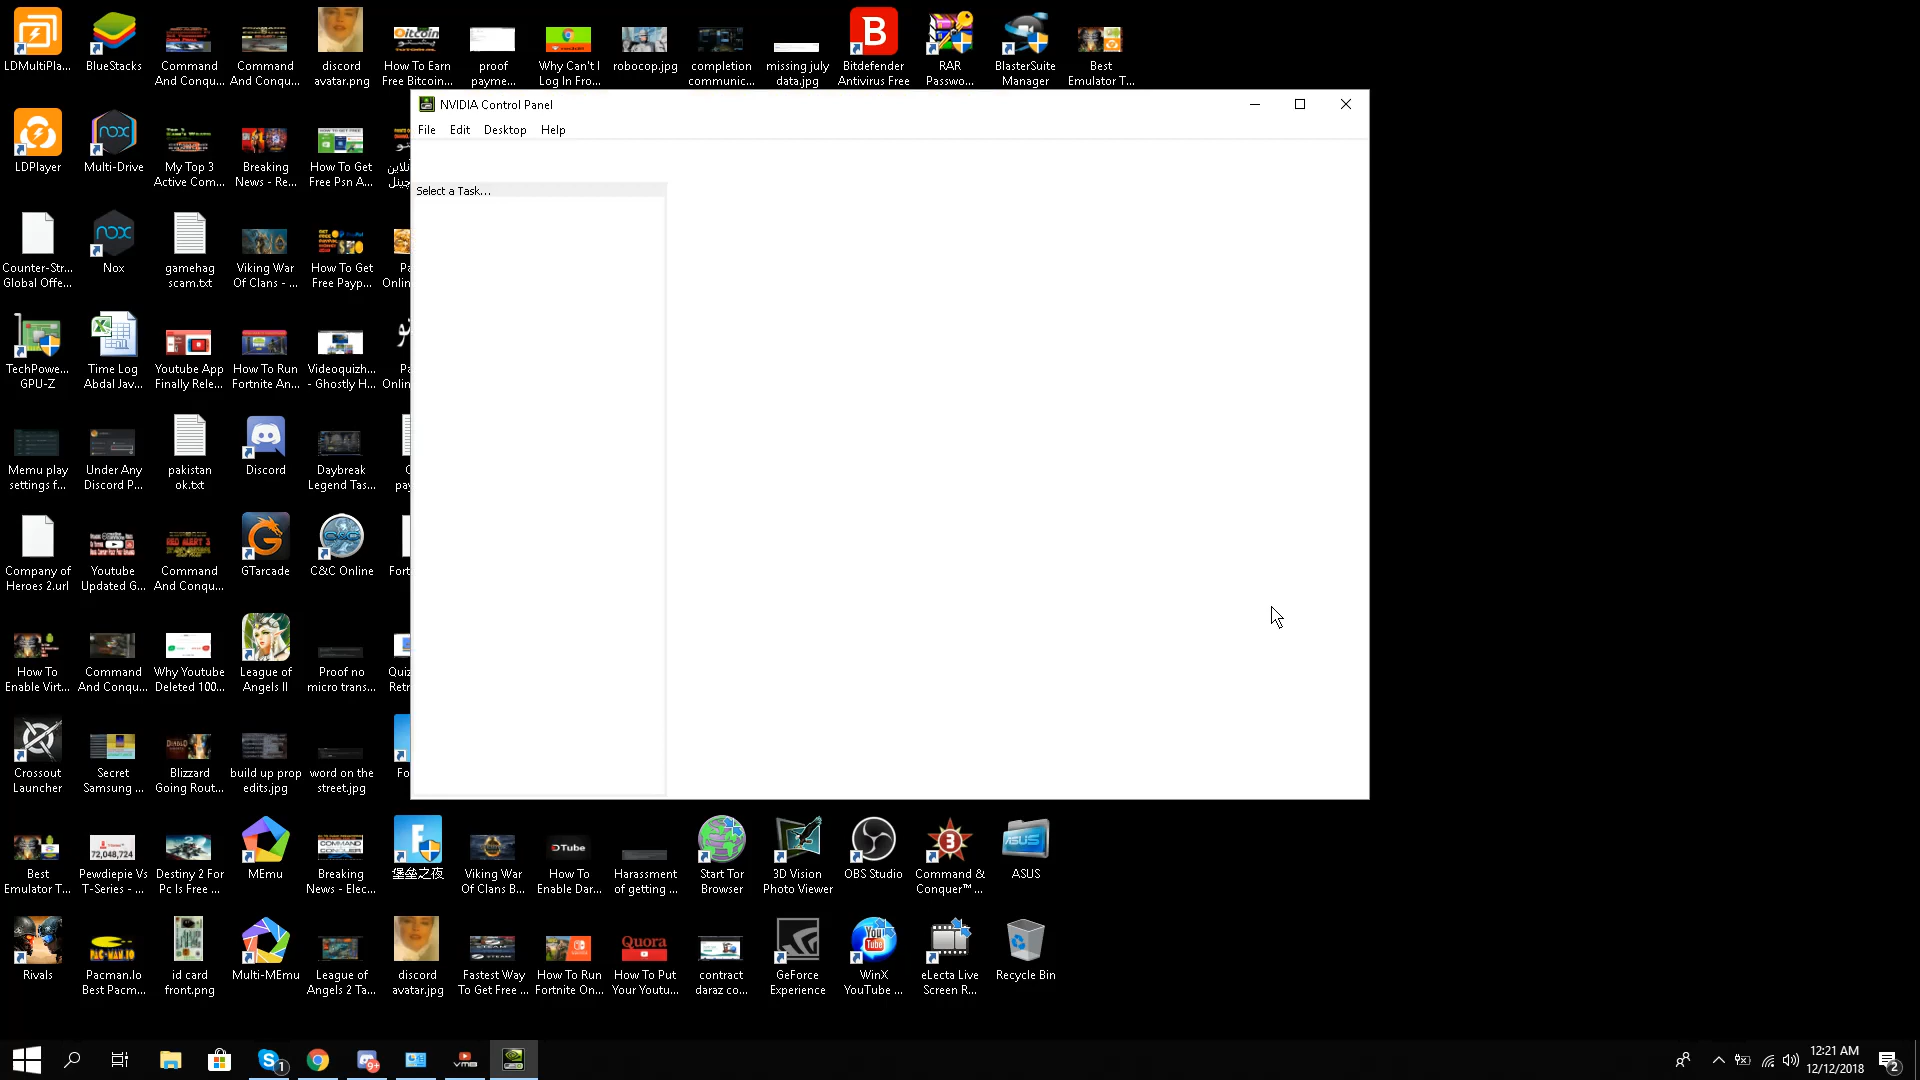 LDMultiPla...
BlueStacks
Command
And Conqu...
Command
And Conqu...
discord
avatar.png
How To Earn
Free Bitcoin...
proof
payme...
Why Can't I
Log In Fro...
robocop.jpg
completion
communic...
missing july
data.jpg
Bitdefender
Antivirus Free
RAR
Passwo...
BlasterSuite
Manager
Best
Emulator T...
NVIDIA Control Panel
File Edit Desktop Help
Select a Task...
LDPlayer
Multi-Drive
My Top 3
Active Com...
Breaking
News - Re...
How To Get
Free Psn A...
Counter-Str...
Global Offe...
Nox
gamehag
scam.txt
Viking War
Of Clans - ...
How To Get
Free Payp...
TechPowe...
GPU-Z
Time Log
Abdal Jav...
Youtube App
Finally Rele...
How To Run
Fortnite An...
Videoquizh...
- Ghostly H...
Memu play
settings f...
Under Any
Discord P...
pakistan
ok.txt
Discord
Daybreak
Legend Tas...
Company of
Heroes 2.url
Youtube
Updated G...
Command
And Conqu...
GTarcade
C&C Online
How To
Enable Virt...
Command
And Conqu...
Why Youtube
Deleted 100...
League of
Angels II
Proof no
micro trans...
Crossout
Launcher
Secret
Samsung ...
Blizzard
Going Rout...
build up prop
edits.jpg
word on the
street.jpg
Best
Emulator T...
72,048,724
Pewdiepie Vs
T-Series - ...
Destiny 2 For
Pc Is Free ...
MEmu
Breaking
News - Elec...
堡垒之夜
Viking War
Of Clans B...
DTube
How To
Enable Dar...
Harassment
of getting ...
Start Tor
Browser
3D Vision
Photo Viewer
OBS Studio
Command &
Conquer™ ...
ASUS
Rivals
Pacman.Io
Best Pacm...
id card
front.png
Multi-MEmu
League of
Angels 2 Ta...
discord
avatar.jpg
Fastest Way
To Get Free ...
How To Run
Fortnite On...
Quora
How To Put
Your Youtu...
contract
daraz co...
GeForce
Experience
WinX
YouTube ...
eLecta Live
Screen R...
Recycle Bin
12:21 AM
12/12/2018